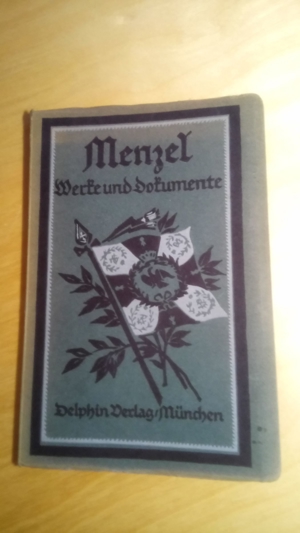 Menzel
Werke und Dokumente
Delphin Verlag/München